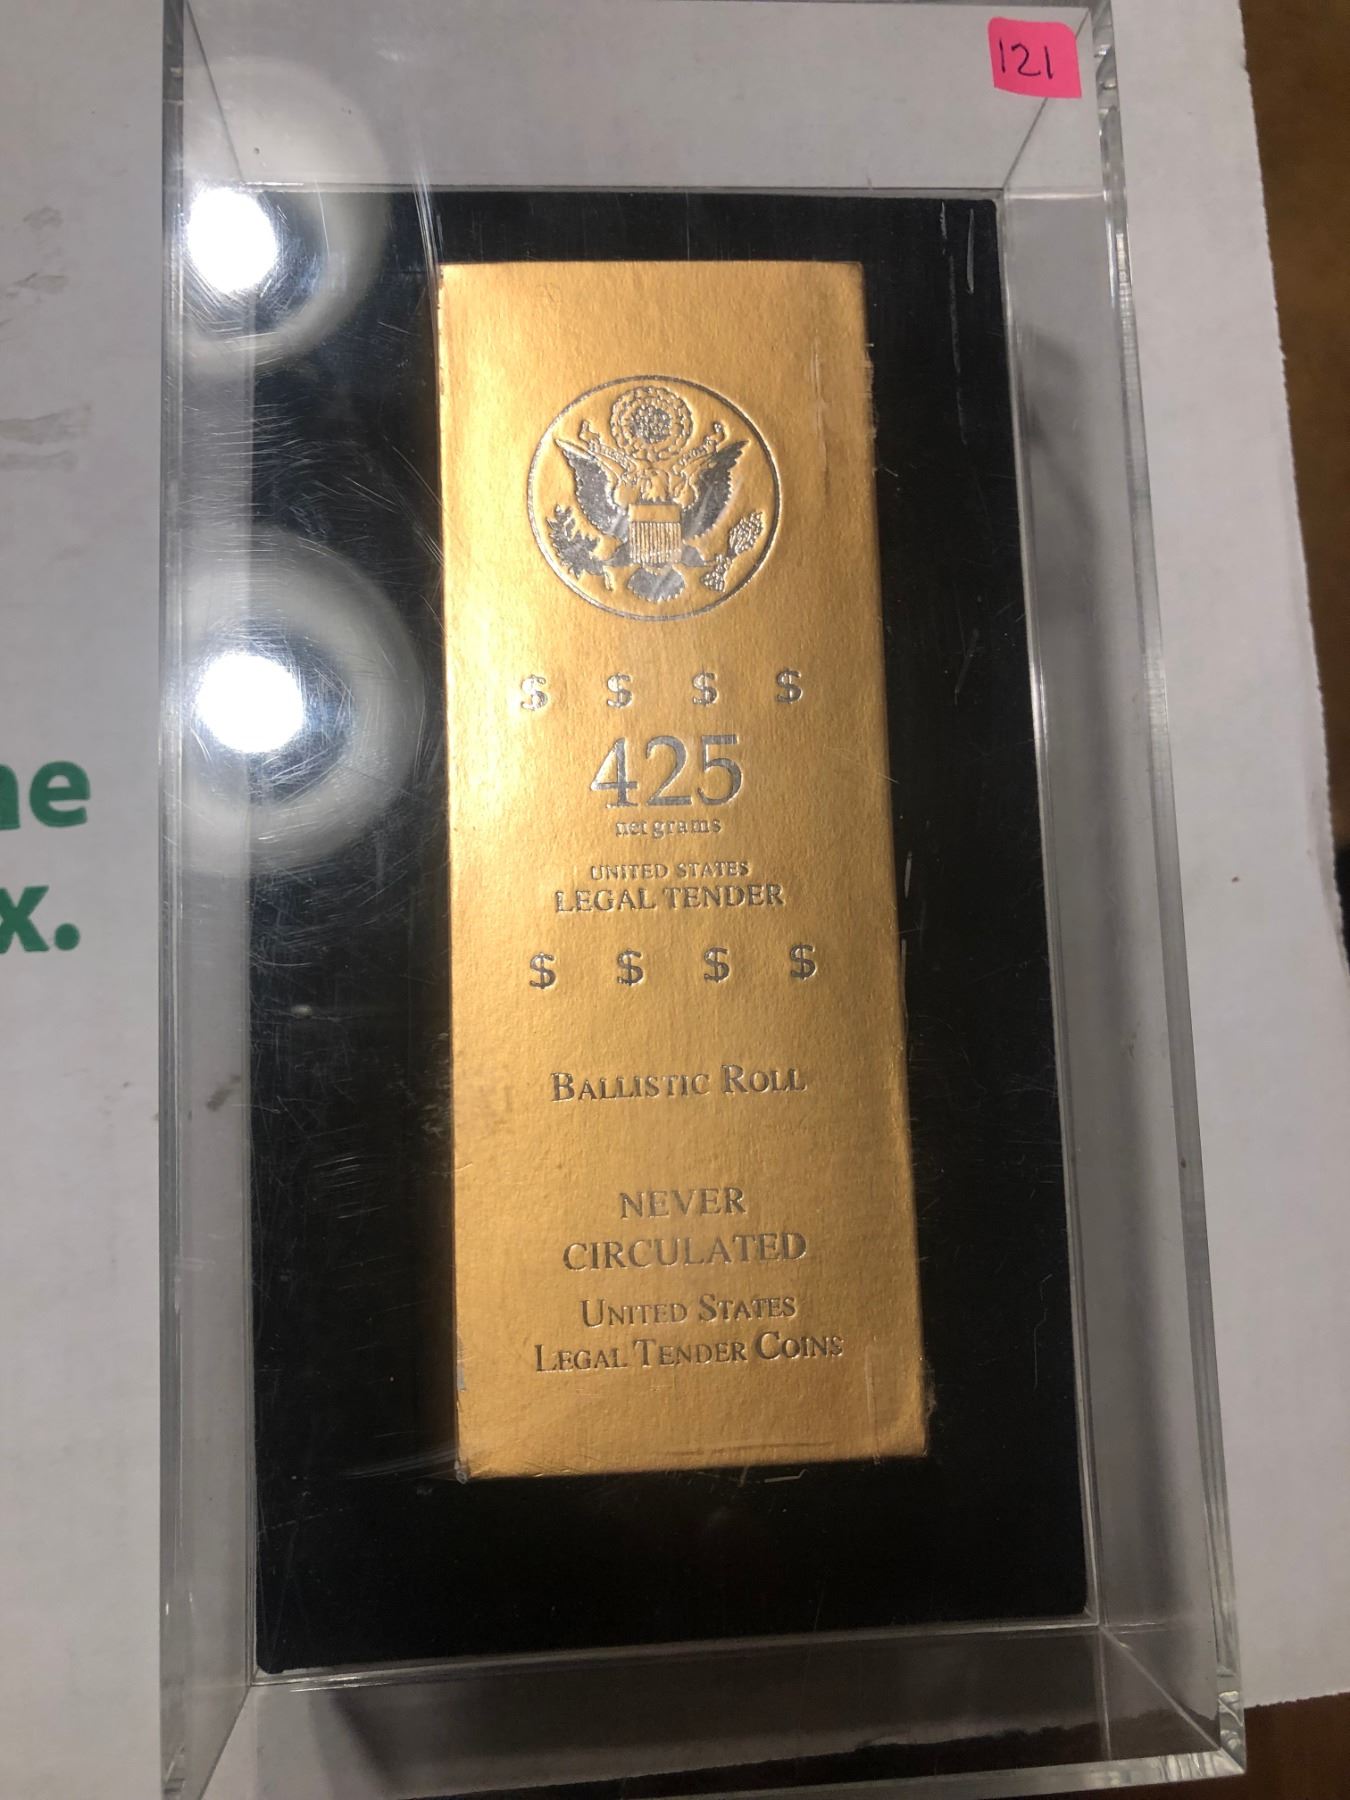 121
$ $ $ $
425
net grams
UNITED STATES
LEGAL TENDER
$ $ $ $
BALLISTIC ROLL
NEVER
CIRCULATED
UNITED STATES
LEGAL TENDER COINS